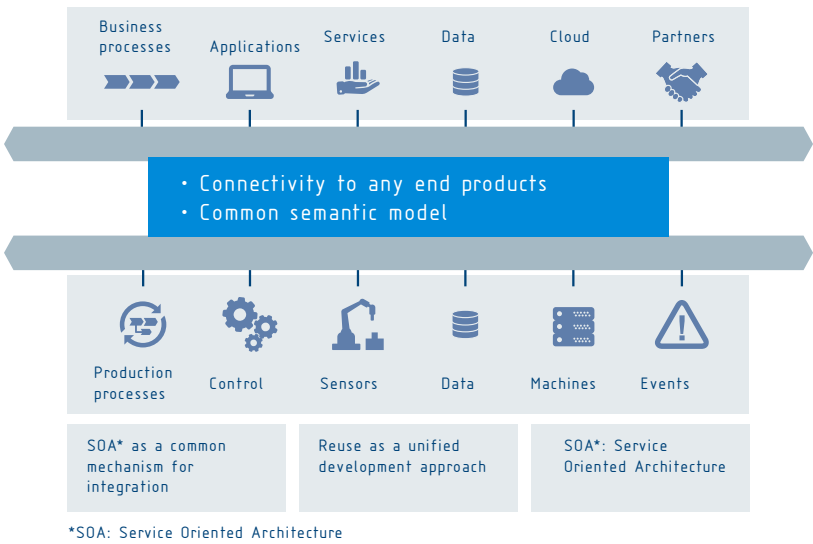 Business
processes
Applications
Services
Data
Cloud
Partners
• Connectivity to any end products
• Common semantic model
Production
processes
Control
Sensors
Data
Machines
Events
SOA* as a common
mechanism for
integration
Reuse as a unified
development approach
SOA*: Service
Oriented Architecture
*SOA: Service Oriented Architecture